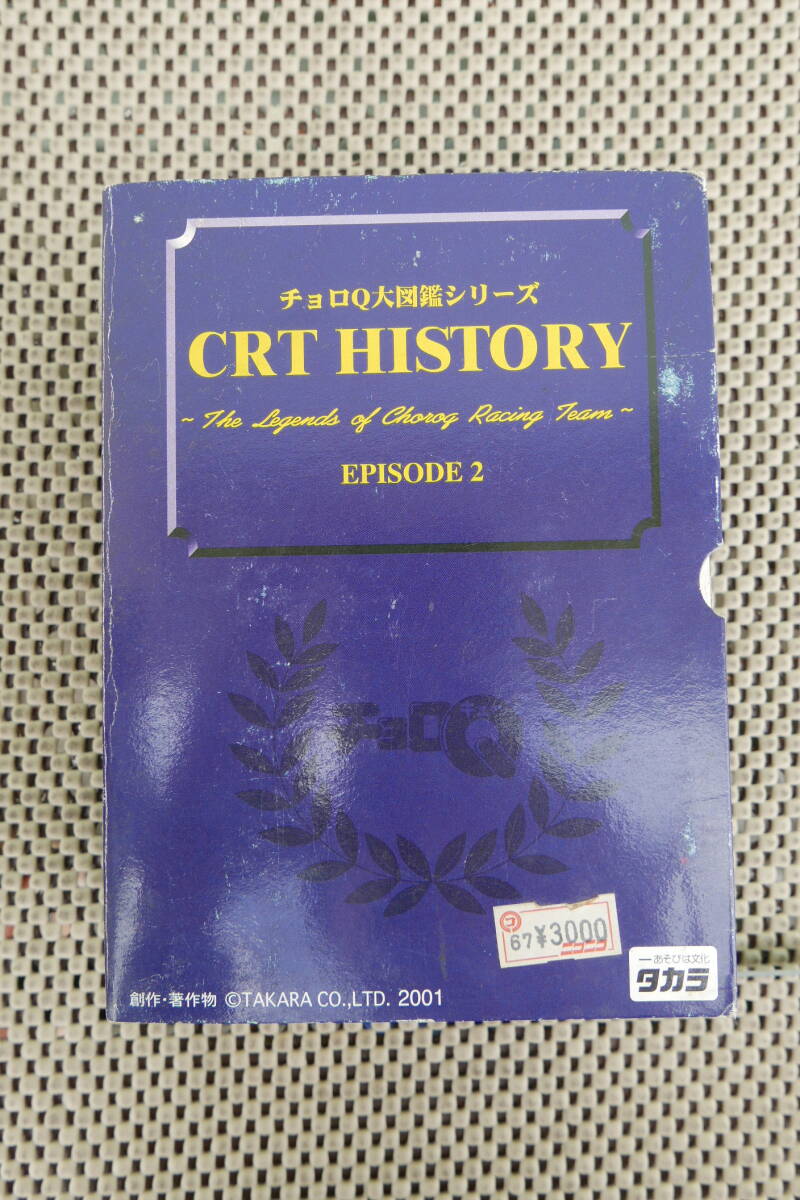 チョロQ大図鑑シリーズ
CRT HISTORY
~ The Legends of Choroq Racing Team ~
EPISODE 2
チョロQ
コ
67 ¥3000
ーあそびは文化
タカラ
創作・著作物 ©TAKARA CO.,LTD. 2001